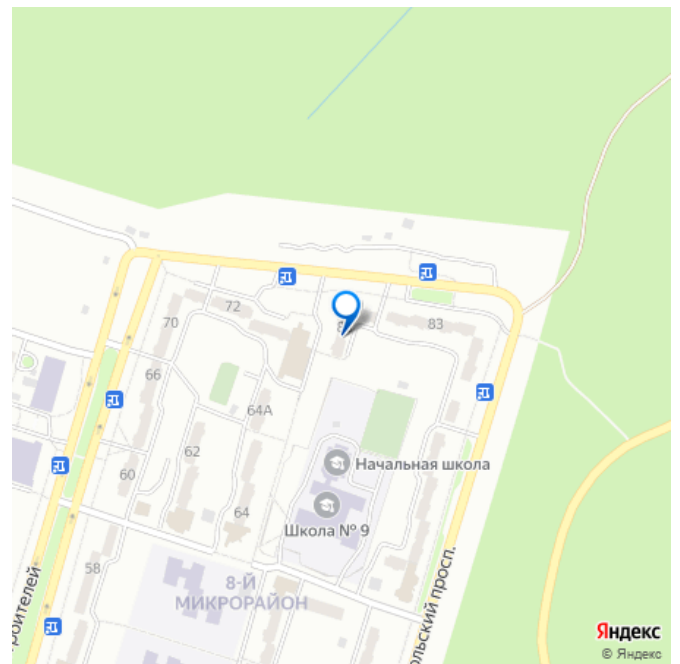 72
70
83
66
64А
Начальная школа
62
60
64
Школа № 9
58
8-Й
МИКРОРАЙОН
роителей
ольский просп.
Яндекс
© Яндекс